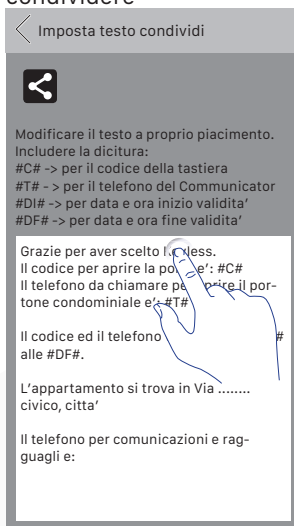 condividere
Imposta testo condividi
Modificare il testo a proprio piacimento.
Includere la dicitura:
#C# -> per il codice della tastiera
#T# - > per il telefono del Communicator
#DI# -> per data e ora inizio validita’
#DF# -> per data e ora fine validita’
Grazie per aver scelto
Il codice per aprire la e’: #C#
Il telefono da chiamare il por-
tone condominiale e’: #T#
Il codice ed il telefono #
alle #DF#.
L’appartamento si trova in Via ........
civico, citta’
Il telefono per comunicazioni e rag-
guagli e: